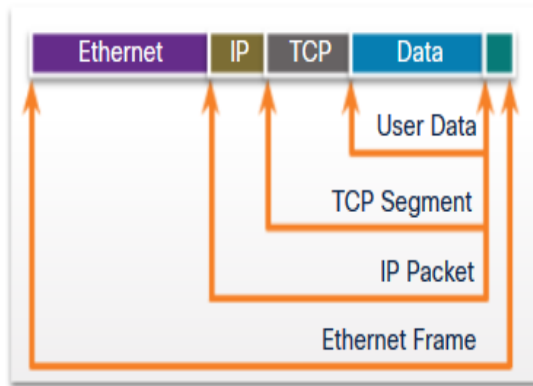 Ethernet IP TCP Data
User Data
TCP Segment
IP Packet
Ethernet Frame